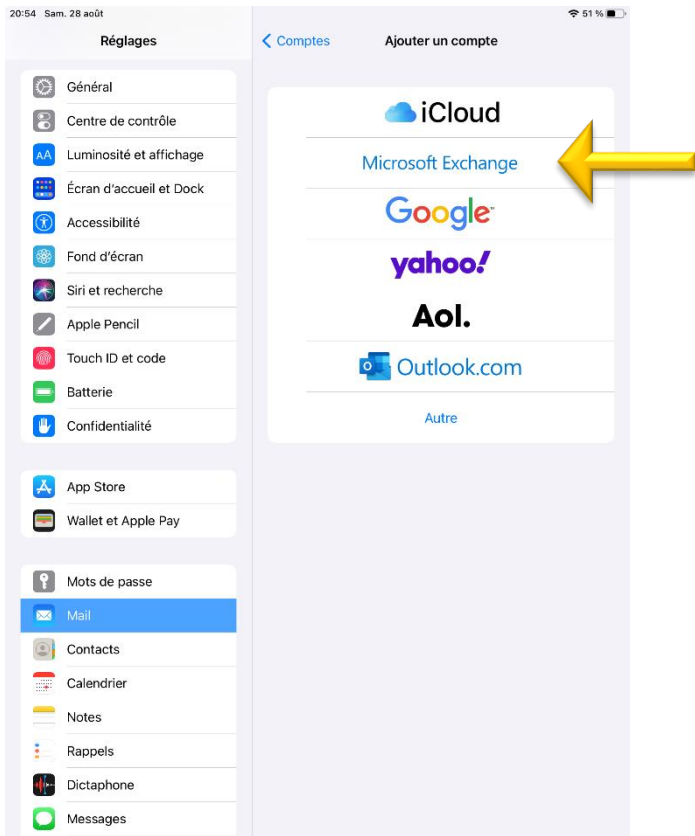 20:54 Sam. 28 août
51 %
Réglages
Comptes
Ajouter un compte
Général
Centre de contrôle
AA Luminosité et affichage
Écran d'accueil et Dock
Accessibilité
Fond d'écran
Siri et recherche
Apple Pencil
Touch ID et code
Batterie
Confidentialité
App Store
Wallet et Apple Pay
Mots de passe
Mail
Contacts
Calendrier
Notes
Rappels
Dictaphone
Messages
iCloud
Microsoft Exchange
Google
yahoo!
Aol.
Outlook.com
Autre